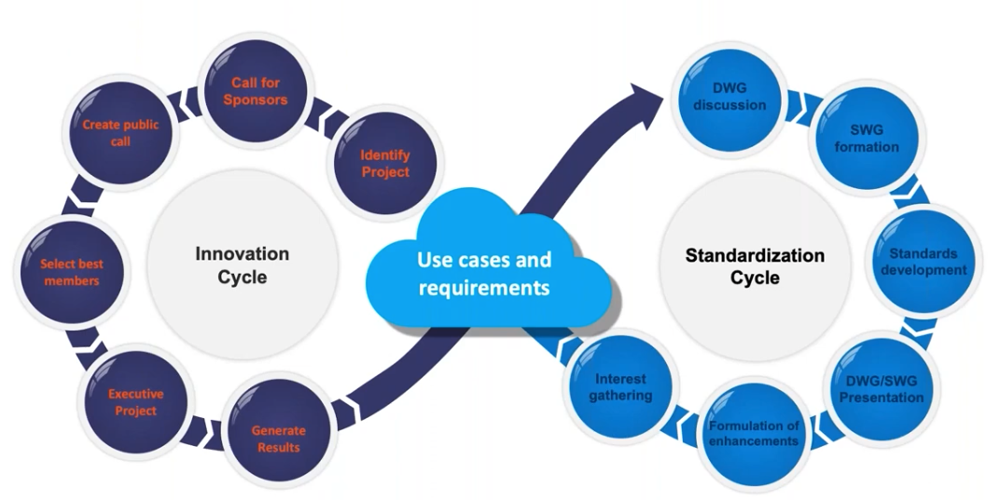 Call for
Sponsors
Create public
call
Identify
Project
Select best
members
Innovation
Cycle
Executive
Project
Generate
Results
Use cases and
requirements
DWG
discussion
SWG
formation
Standards
development
Standardization
Cycle
DWG/SWG
Presentation
Formulation of
enhancements
Interest
gathering